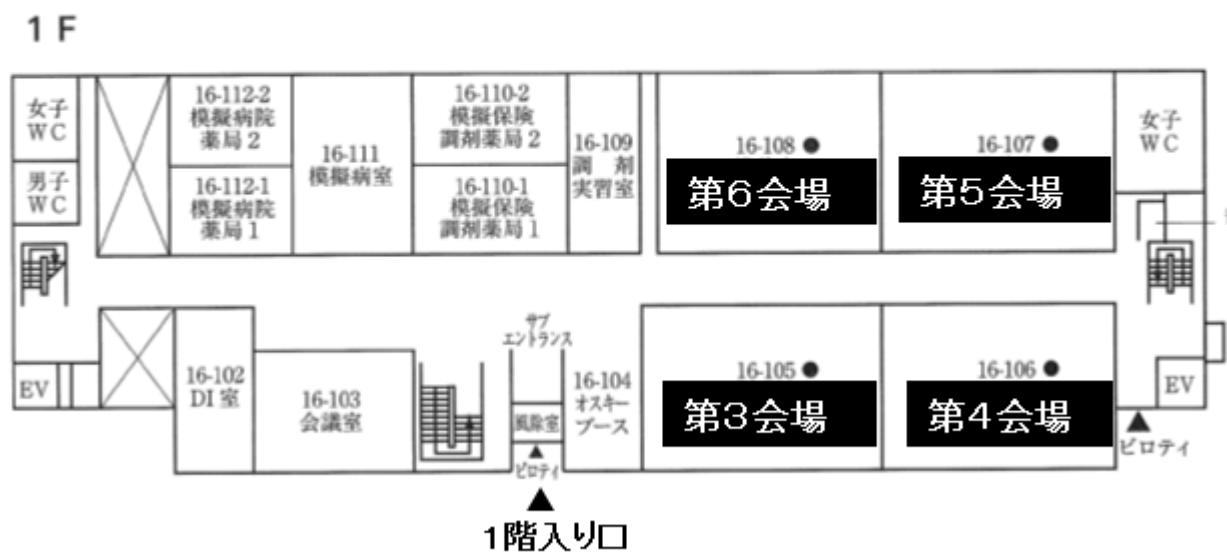 1 F
女子
WC
男子
WC
16-112-2
模擬病院
薬局2
16-112-1
模擬病院
薬局1
16-111
模擬病室
16-110-2
模擬保険
調剤薬局2
16-110-1
模擬保険
調剤薬局1
16-109
調 剤
実習室
16-108 ●
第6会場
16-107 ●
第5会場
女子
WC
EV
16-102
DI 室
16-103
会議室
サブ
エントランス
風除室
ピロティ
16-104
オスキー
ブース
16-105 ●
第3会場
16-106 ●
第4会場
EV
ピロティ
1階入り口